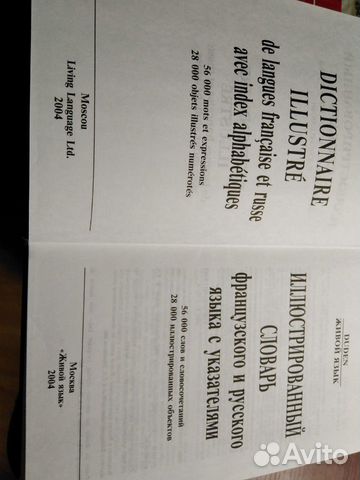 DICTIONNAIRE
ILLUSTRÉ
de langues française et russe
avec index alphabétiques
56 000 mots et expressions
28 000 objets illustrés numérotés
Moscou
Living Language Ltd.
2004
DUDEN
ЖИВОЙ ЯЗЫК
ИЛЛЮСТРИРОВАННЫЙ
СЛОВАРЬ
французского и русского
языка с указателями
56 000 слов и словосочетаний
28 000 иллюстрированных объектов
Москва
«Живой язык»
2004
Avito